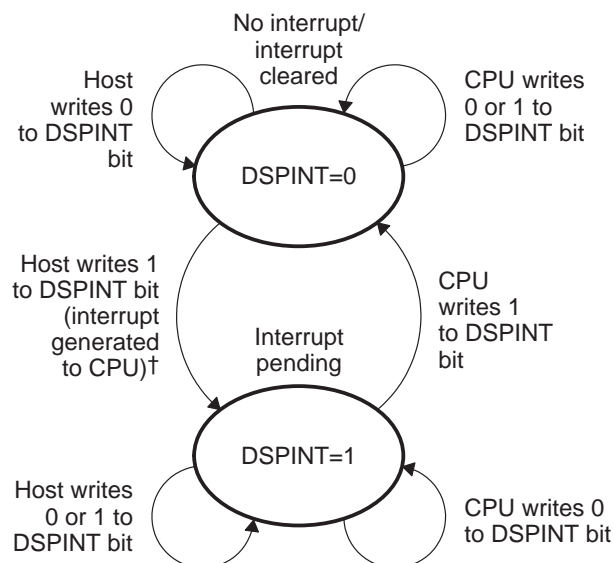 No interrupt/
interrupt
cleared
Host
writes 0
to DSPINT
bit
CPU writes
0 or 1 to
DSPINT bit
DSPINT=0
Host writes 1
to DSPINT bit
(interrupt
generated
to CPU)†
CPU
writes 1
to DSPINT
bit
Interrupt
pending
DSPINT=1
Host writes
0 or 1 to
DSPINT bit
CPU writes 0
to DSPINT bit